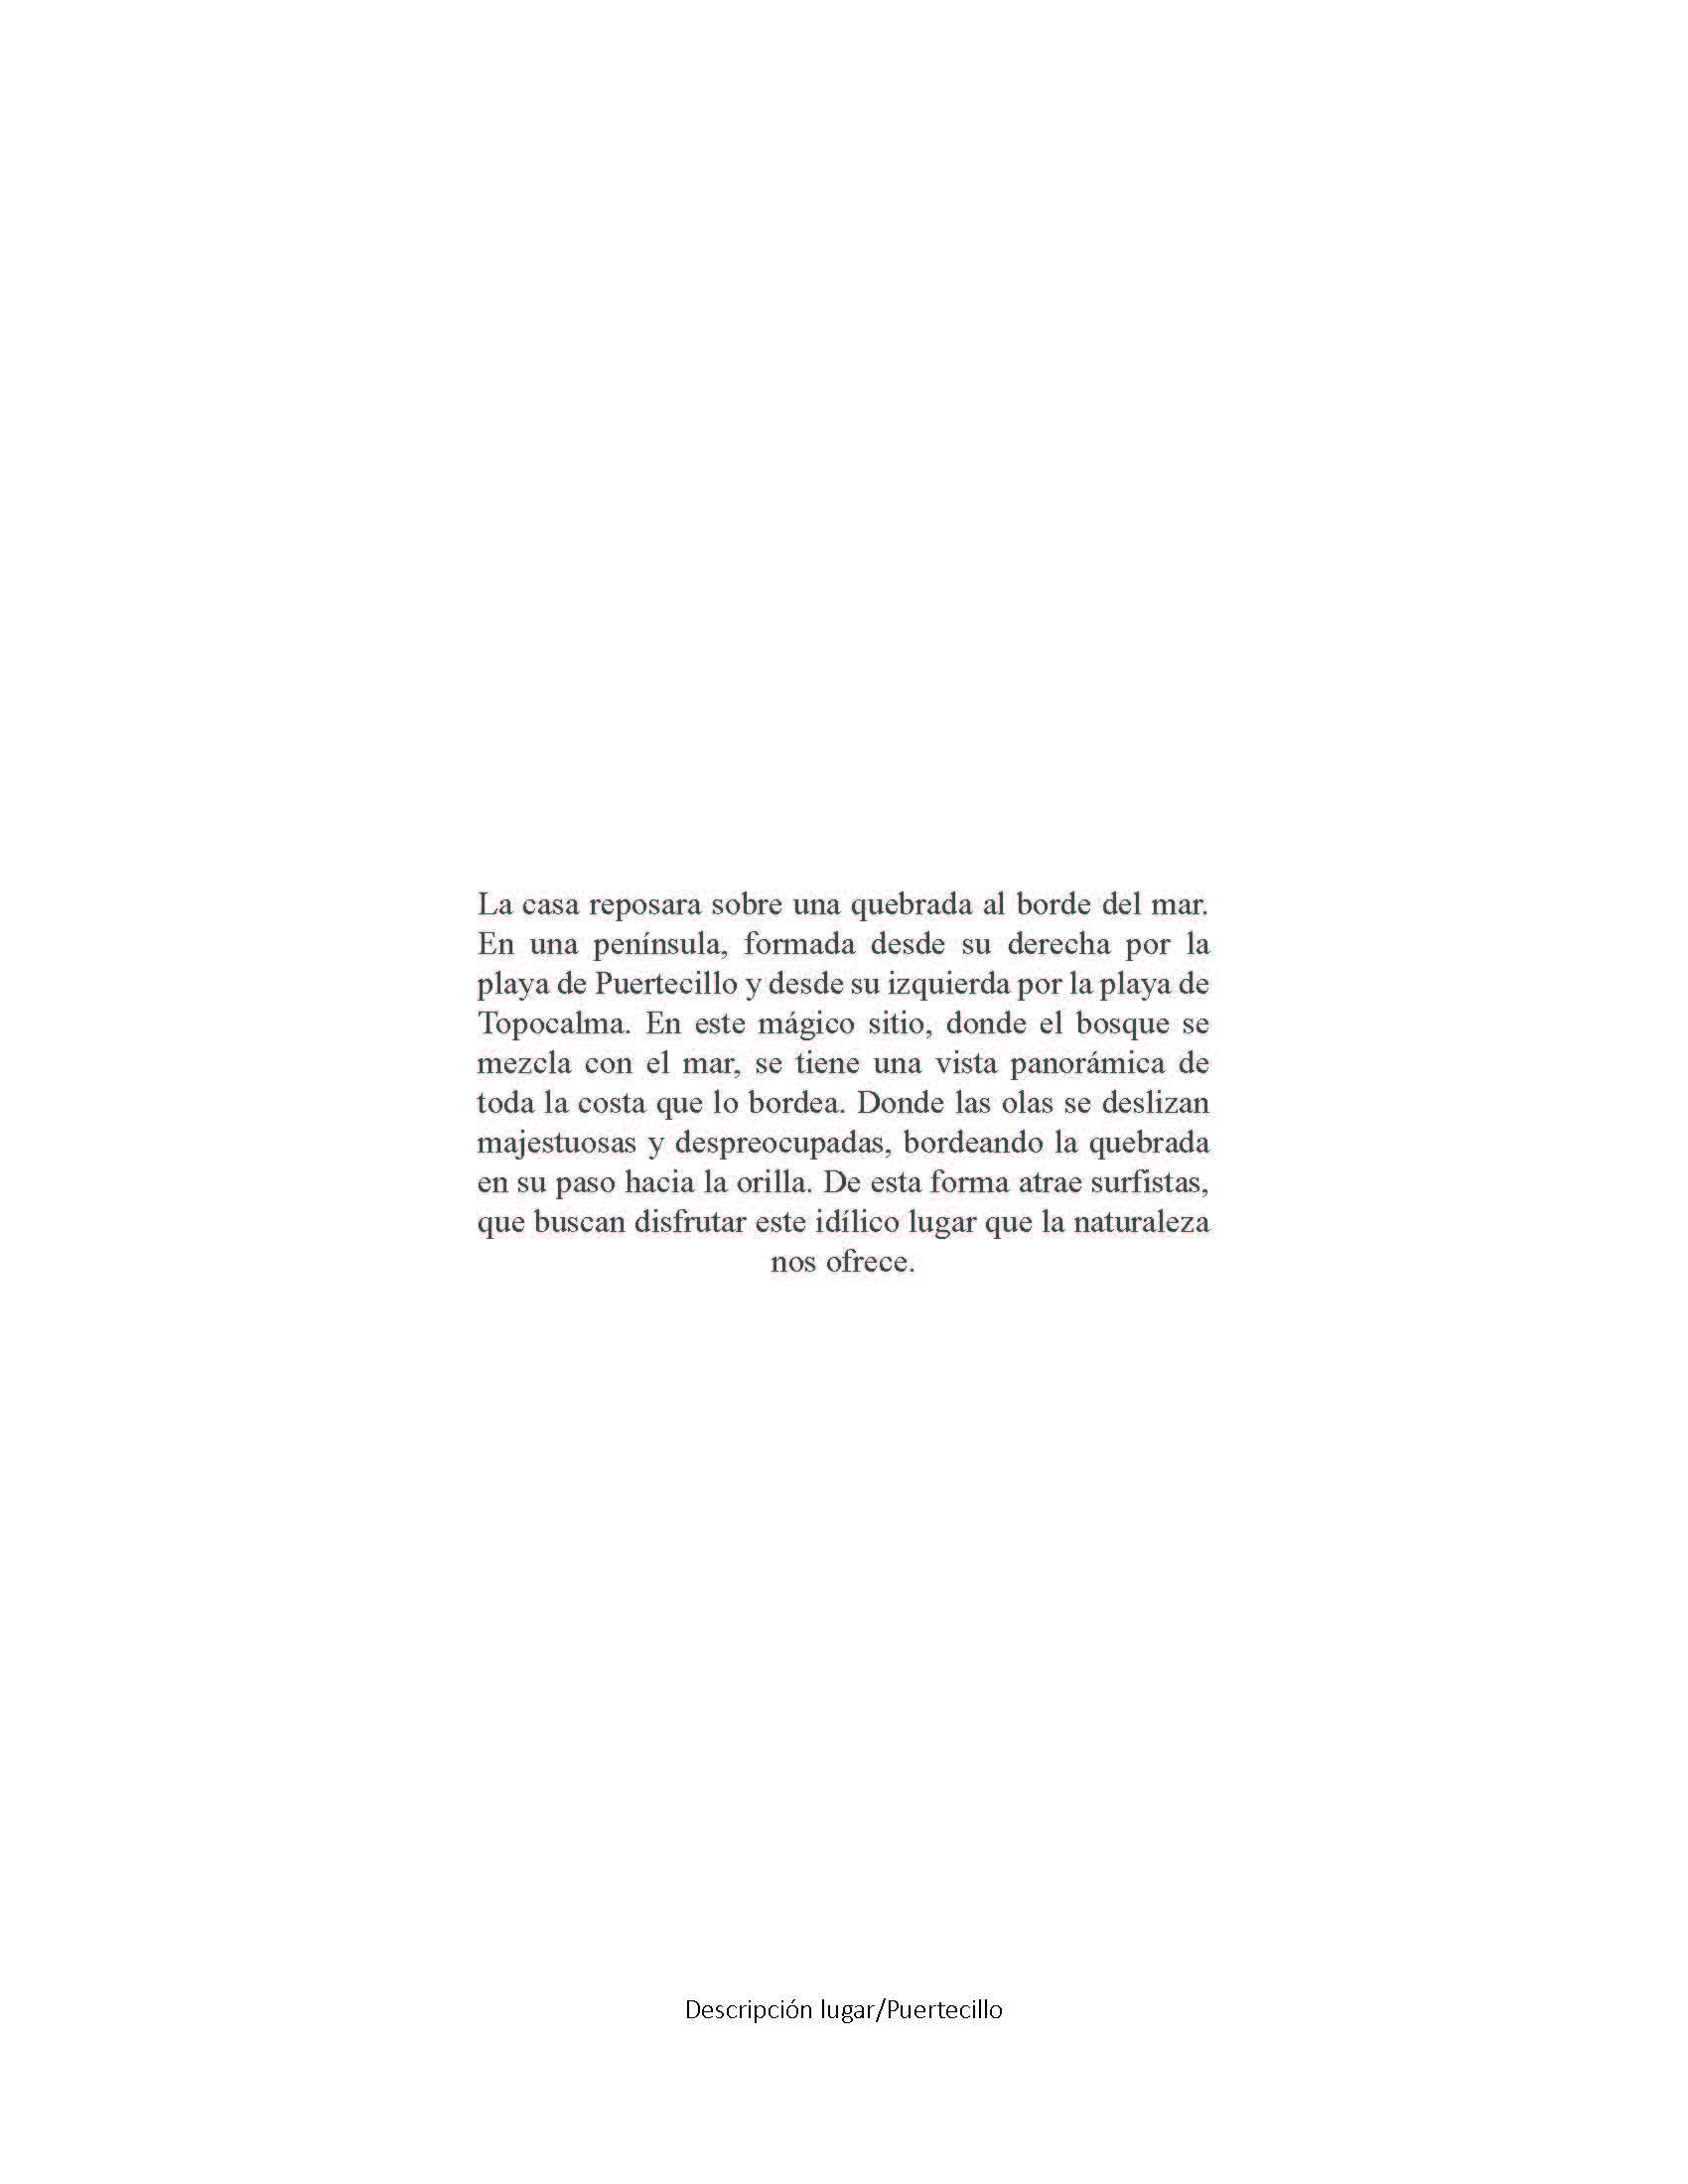 La casa reposara sobre una quebrada al borde del mar.
En una península, formada desde su derecha por la
playa de Puertecillo y desde su izquierda por la playa de
Topocalma. En este mágico sitio, donde el bosque se
mezcla con el mar, se tiene una vista panorámica de
toda la costa que lo bordea. Donde las olas se deslizan
majestuosas y despreocupadas, bordeando la quebrada
en su paso hacia la orilla. De esta forma atrae surfistas,
que buscan disfrutar este idílico lugar que la naturaleza
nos ofrece.
Descripción lugar/Puertecillo